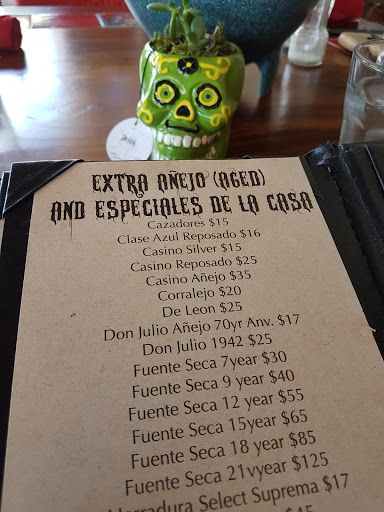 EXTRA AÑEJO (AGED)
AND ESPECIALES DE LA CASA
Cazadores $15
Clase Azul Reposado $16
Casino Silver $15
Casino Reposado $25
Casino Añejo $35
Corralejo $20
De Leon $25
Don Julio Añejo 70yr Anv. $17
Don Julio 1942 $25
Fuente Seca 7year $30
Fuente Seca 9 year $40
Fuente Seca 12 year $55
Fuente Seca 15year $65
Fuente Seca 18 year $85
Fuente Seca 21vyear $125
Herradura Select Suprema $17